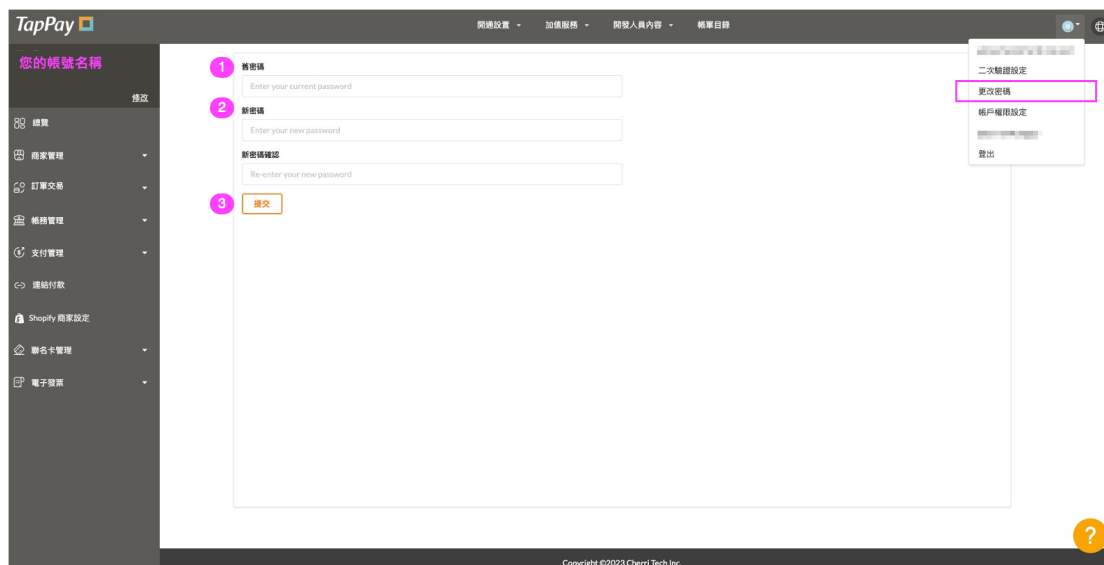 TapPay
開通設置
加值服務
開發人員內容
帳單目錄
您的帳號名稱
修改
總覽
商家管理
訂單交易
帳務管理
支付管理
連結付款
Shopify 商家設定
聯名卡管理
電子發票
1
舊密碼
Enter your current password
2
新密碼
Enter your new password
新密碼確認
Re-enter your new password
3
提交
二次驗證設定
更改密碼
帳戶權限設定
登出
?
Copyright ©2023 Cherri Tech Inc.